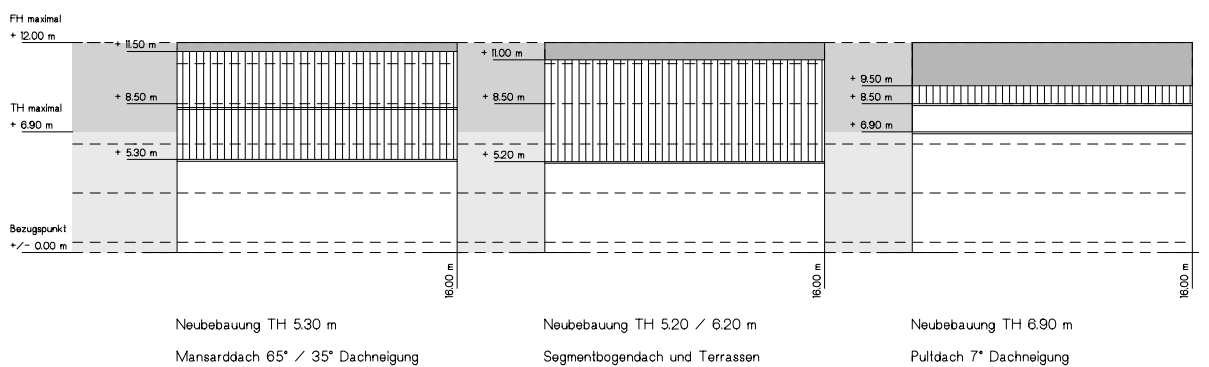 FH maximal
+ 12.00 m
TH maximal
+ 6.90 m
Bezugspunkt
+/- 0.00 m
+ 11.50 m
+ 8.50 m
+ 5.30 m
16.00 m
Neubebauung TH 5.30 m
Mansarddach 65° / 35° Dachneigung
+ 11.00 m
+ 8.50 m
+ 5.20 m
16.00 m
Neubebauung TH 5.20 / 6.20 m
Segmentbogendach und Terrassen
+ 9.50 m
+ 8.50 m
+ 6.90 m
16.00 m
Neubebauung TH 6.90 m
Pultdach 7° Dachneigung